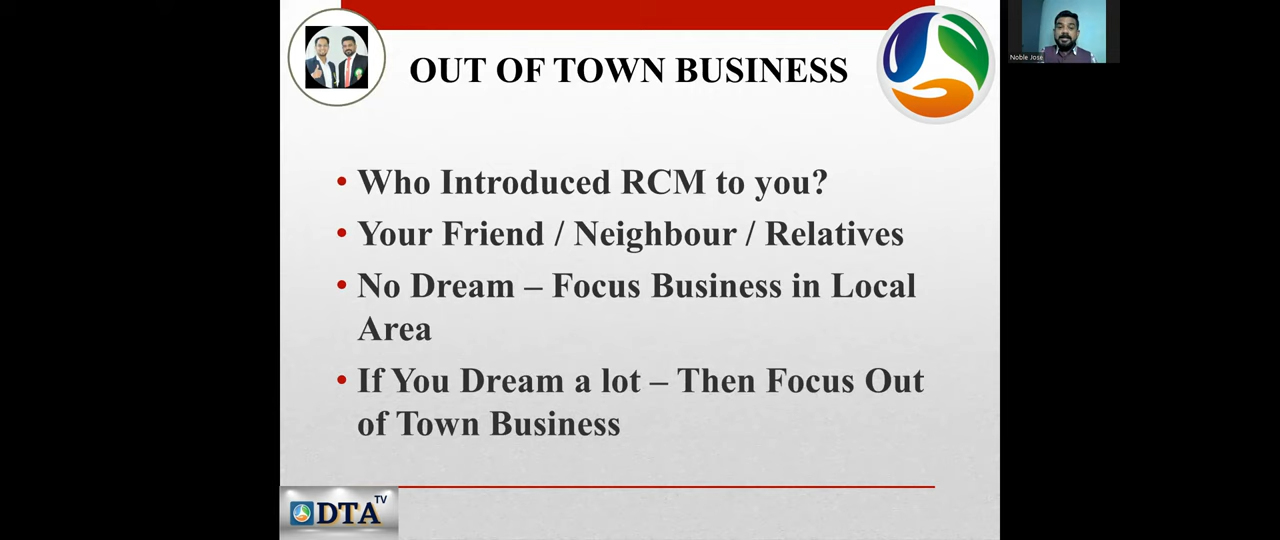 OUT OF TOWN BUSINESS
Noble Jose
• Who Introduced RCM to you?
• Your Friend / Neighbour / Relatives
• No Dream – Focus Business in Local
Area
• If You Dream a lot – Then Focus Out
of Town Business
DTA TV